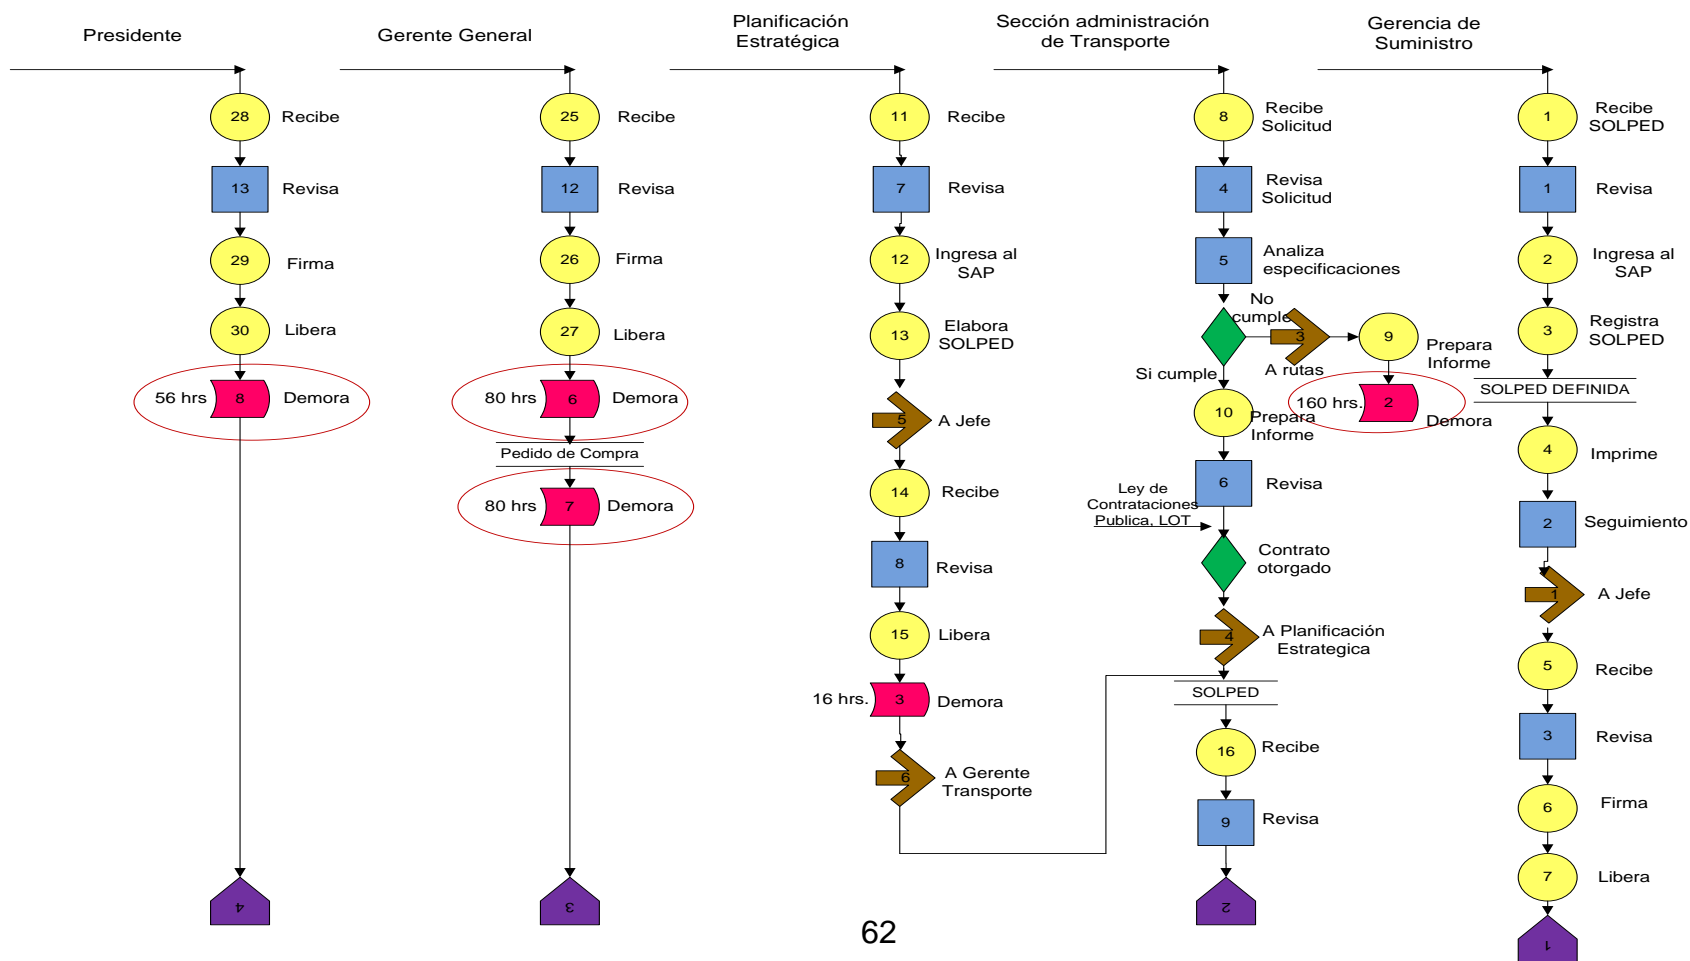 Presidente
28
Recibe
13
Revisa
29
Firma
30
Libera
56 hrs
8
Demora
4
Gerente General
25
Recibe
12
Revisa
26
Firma
27
Libera
80 hrs
6
Demora
Pedido de Compra
80 hrs
7
Demora
3
Planificación
Estratégica
11
Recibe
7
Revisa
12
Ingresa al
SAP
13
Elabora
SOLPED
5
A Jefe
14
Recibe
8
Revisa
15
Libera
16 hrs.
3
Demora
6
A Gerente
Transporte
Sección administración
de Transporte
8
Recibe
Solicitud
4
Revisa
Solicitud
5
Analiza
especificaciones
No
cumple
3
A rutas
9
Prepara
Informe
160 hrs.
2
Demora
Si cumple
10
Prepara
Informe
6
Revisa
Ley de
Contrataciones
Publica, LOT
Contrato
otorgado
4
A Planificación
Estrategica
SOLPED
16
Recibe
9
Revisa
2
Gerencia de
Suministro
1
Recibe
SOLPED
1
Revisa
2
Ingresa al
SAP
3
Registra
SOLPED
SOLPED DEFINIDA
4
Imprime
2
Seguimiento
1
A Jefe
5
Recibe
3
Revisa
6
Firma
7
Libera
1
62